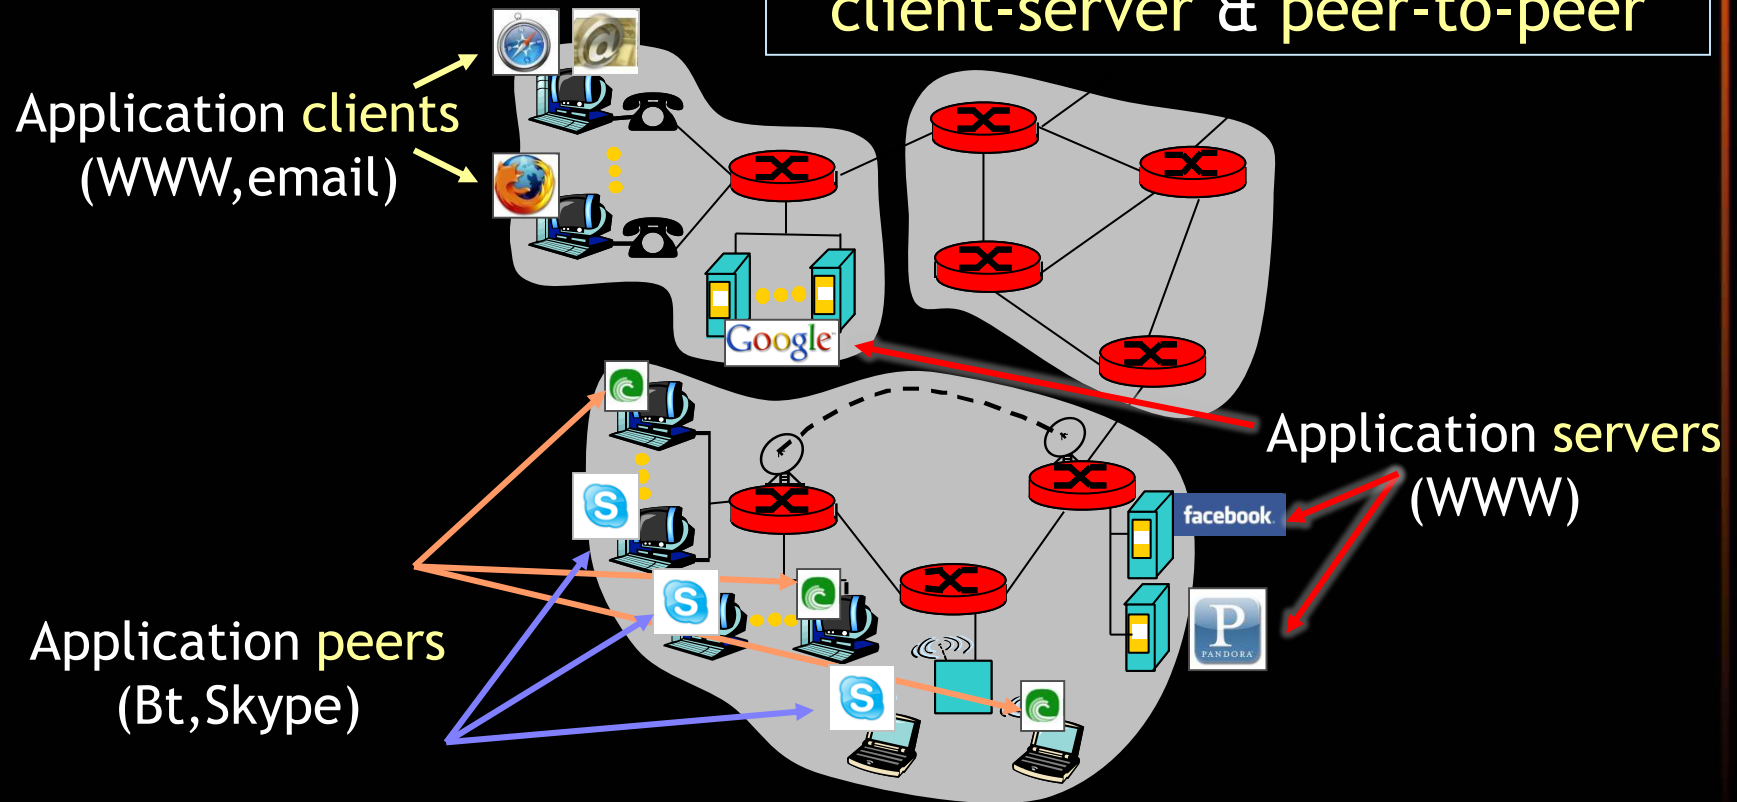 client-server & peer-to-peer
Application clients
(WWW,email)
Google
Application servers
(WWW)
facebook.
P
PANDORA
S
S
S
Application peers
(Bt,Skype)